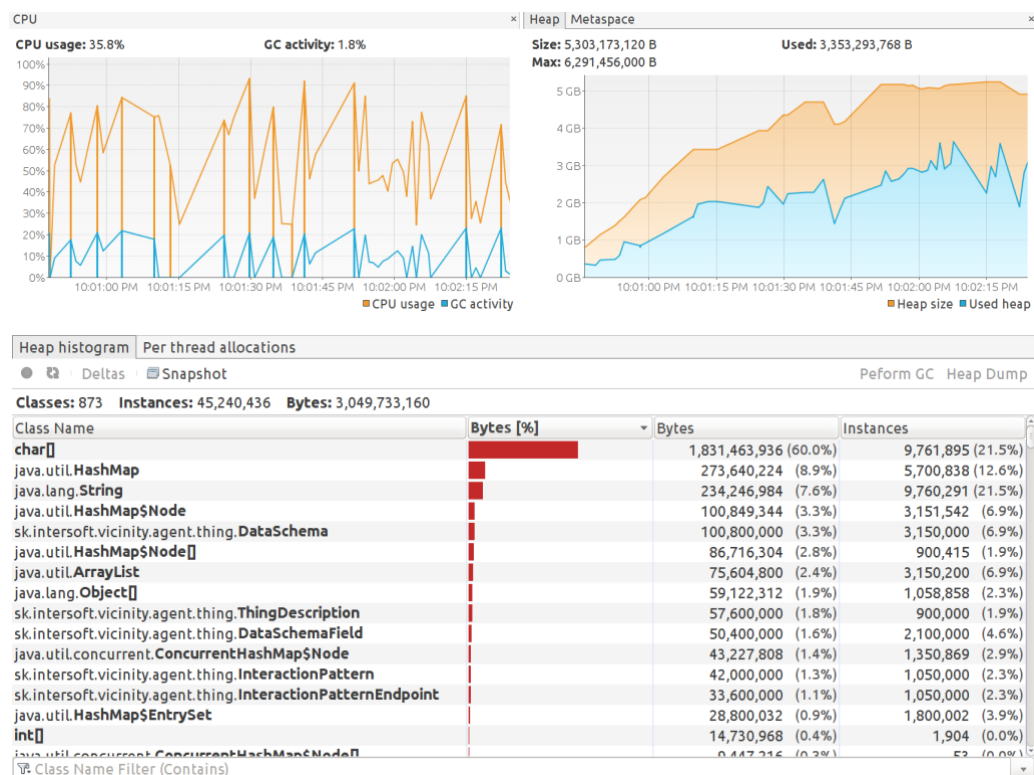 CPU
Heap Metaspace
CPU usage: 35.8% GC activity: 1.8%
Size: 5,303,173,120 B Used: 3,353,293,768 B
Max: 6,291,456,000 B
100%
90%
80%
70%
60%
50%
40%
30%
20%
10%
0%
10:01:00 PM 10:01:15 PM 10:01:30 PM 10:01:45 PM 10:02:00 PM 10:02:15 PM
CPU usage GC activity
5 GB
4 GB
3 GB
2 GB
1 GB
0 GB
10:01:00 PM 10:01:15 PM 10:01:30 PM 10:01:45 PM 10:02:00 PM 10:02:15 PM
Heap size Used heap
Heap histogram Per thread allocations
Deltas Snapshot Peform GC Heap Dump
Classes: 873 Instances: 45,240,436 Bytes: 3,049,733,160
Class Name Bytes [%] Bytes Instances
char[] 1,831,463,936 (60.0%) 9,761,895 (21.5%)
java.util.HashMap 273,640,224 (8.9%) 5,700,838 (12.6%)
java.lang.String 234,246,984 (7.6%) 9,760,291 (21.5%)
java.util.HashMap$Node 100,849,344 (3.3%) 3,151,542 (6.9%)
sk.intersoft.vicinity.agent.thing.DataSchema 100,800,000 (3.3%) 3,150,000 (6.9%)
java.util.HashMap$Node[] 86,716,304 (2.8%) 900,415 (1.9%)
java.util.ArrayList 75,604,800 (2.4%) 3,150,200 (6.9%)
java.lang.Object[] 59,122,312 (1.9%) 1,058,858 (2.3%)
sk.intersoft.vicinity.agent.thing.ThingDescription 57,600,000 (1.8%) 900,000 (1.9%)
sk.intersoft.vicinity.agent.thing.DataSchemaField 50,400,000 (1.6%) 2,100,000 (4.6%)
java.util.concurrent.ConcurrentHashMap$Node 43,227,808 (1.4%) 1,350,869 (2.9%)
sk.intersoft.vicinity.agent.thing.InteractionPattern 42,000,000 (1.3%) 1,050,000 (2.3%)
sk.intersoft.vicinity.agent.thing.InteractionPatternEndpoint 33,600,000 (1.1%) 1,050,000 (2.3%)
java.util.HashMap$EntrySet 28,800,032 (0.9%) 1,800,002 (3.9%)
int[] 14,730,968 (0.4%) 1,904 (0.0%)
java.util.concurrent.ConcurrentHashMap$Node[] 9,447,216 (0.3%) 53 (0.0%)
Class Name Filter (Contains)